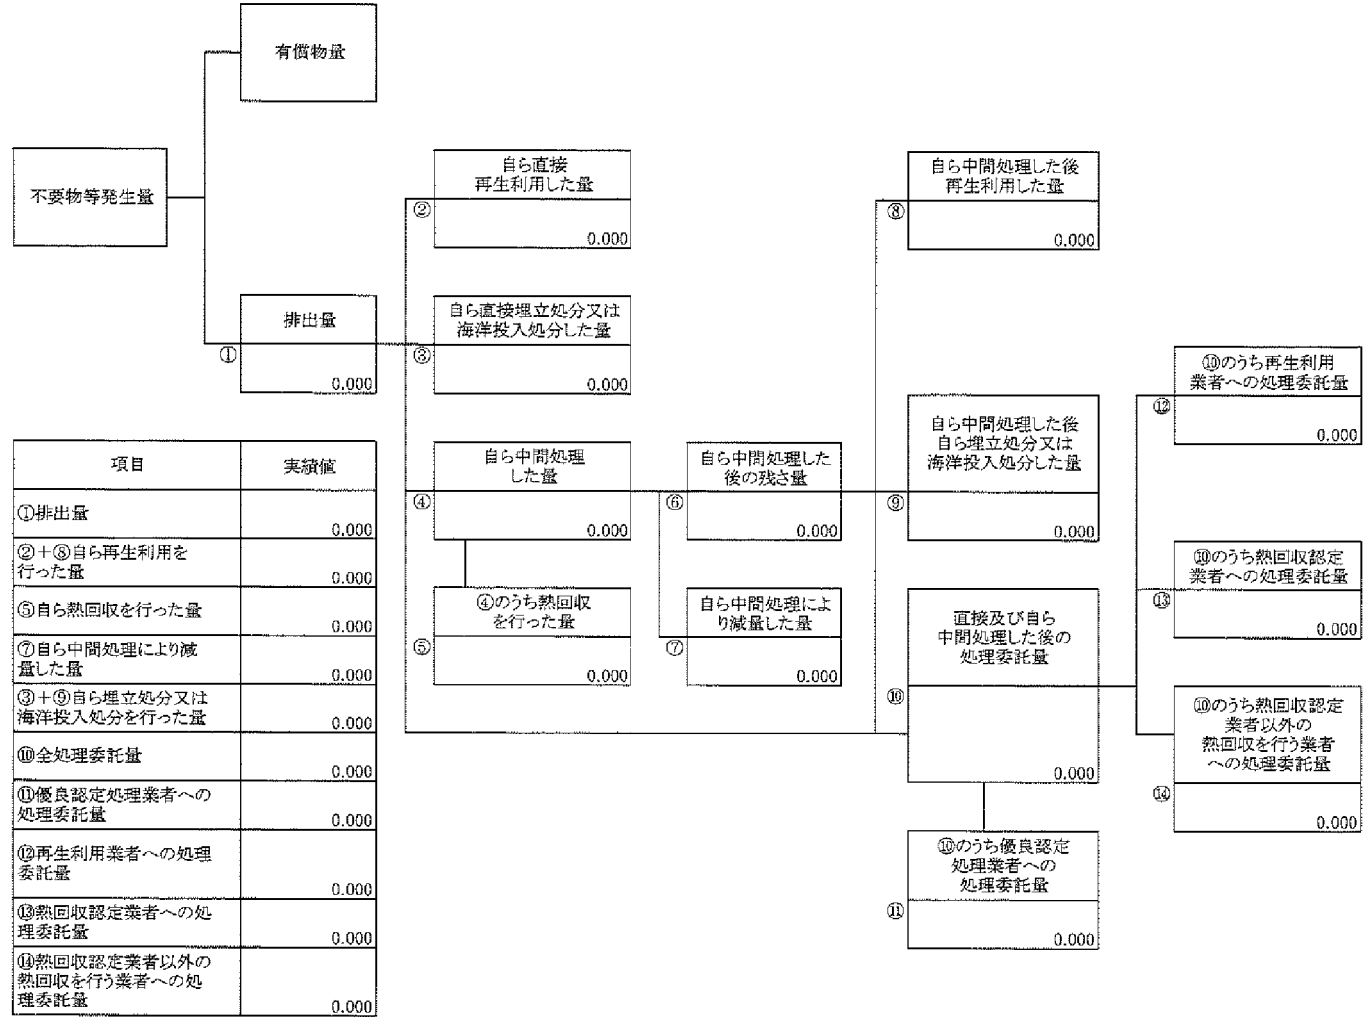 有償物量
不要物等発生量
排出量
①
0.000
自ら直接
再生利用した量
②
0.000
自ら直接埋立処分又は
海洋投入処分した量
③
0.000
自ら中間処理
した量
④
0.000
④のうち熱回収
を行った量
⑤
0.000
自ら中間処理した
後の残さ量
⑥
0.000
自ら中間処理によ
り減量した量
⑦
0.000
自ら中間処理した後
再生利用した量
⑧
0.000
自ら中間処理した後
自ら埋立処分又は
海洋投入処分した量
⑨
0.000
直接及び自ら
中間処理した後の
処理委託量
⑩
0.000
⑩のうち優良認定
処理業者への
処理委託量
⑪
0.000
⑩のうち再生利用
業者への処理委託量
⑫
0.000
⑩のうち熱回収認定
業者への処理委託量
⑬
0.000
⑩のうち熱回収認定
業者以外の
熱回収を行う業者
への処理委託量
⑭
0.000
項目 実績値
①排出量
0.000
②＋⑧自ら再生利用を
行った量
0.000
⑤自ら熱回収を行った量
0.000
⑦自ら中間処理により減
量した量
0.000
③＋⑨自ら埋立処分又は
海洋投入処分を行った量
0.000
⑩全処理委託量
0.000
⑪優良認定処理業者への
処理委託量
0.000
⑫再生利用業者への処理
委託量
0.000
⑬熱回収認定業者への処
理委託量
0.000
⑭熱回収認定業者以外の
熱回収を行う業者への処
理委託量
0.000